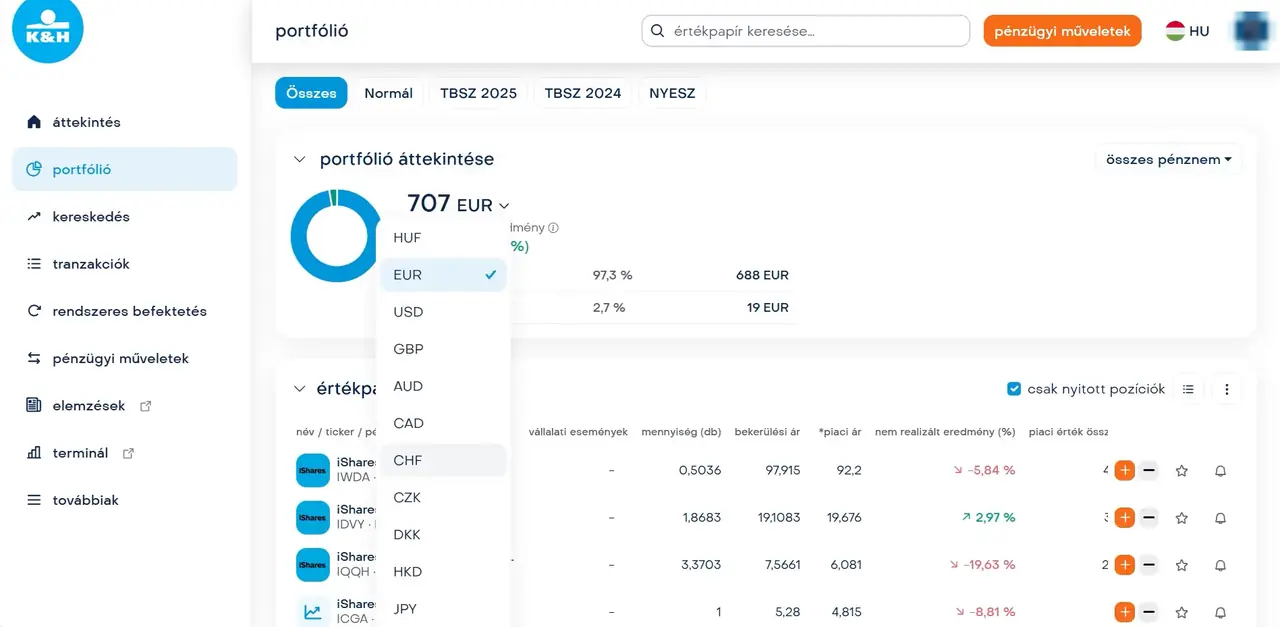 K&H
portfólió
értékpapír keresése...
pénzügyi műveletek
HU
áttekintés
portfólió
kereskedés
tranzakciók
rendszeres befektetés
pénzügyi műveletek
elemzések
terminál
továbbiak
Összes
Normál
TBSZ 2025
TBSZ 2024
NYESZ
portfólió áttekintése
összes pénznem
707 EUR
%)
97,3 % 688 EUR
2,7 % 19 EUR
HUF
EUR
USD
GBP
AUD
CAD
CHF
CZK
DKK
HKD
JPY
csak nyitott pozíciók
név / ticker / vállalati események mennyiség (db) bekerülési ár *piaci ár nem realizált eredmény (%) piaci érték
iShares IWDA · – 0,5036 97,915 92,2 -5,84 %
iShares IDVY · – 1,8683 19,1083 19,676 2,97 %
iShares IQQH · – 3,3703 7,5661 6,081 -19,63 %
iShares ICGA · – 1 5,28 4,815 -8,81 %